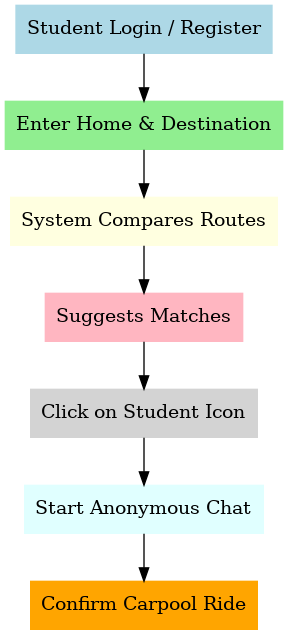 Student Login / Register
Enter Home & Destination
System Compares Routes
Suggests Matches
Click on Student Icon
Start Anonymous Chat
Confirm Carpool Ride